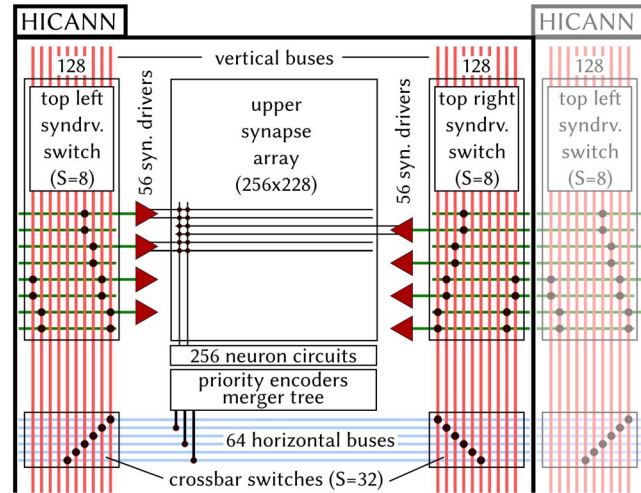 HICANN
HICANN
vertical buses
128
128
128
top left
syndrv.
switch
(S=8)
56 syn. drivers
upper
synapse
array
(256x228)
56 syn. drivers
top right
syndrv.
switch
(S=8)
top left
syndrv.
switch
(S=8)
256 neuron circuits
priority encoders
merger tree
64 horizontal buses
crossbar switches (S=32)